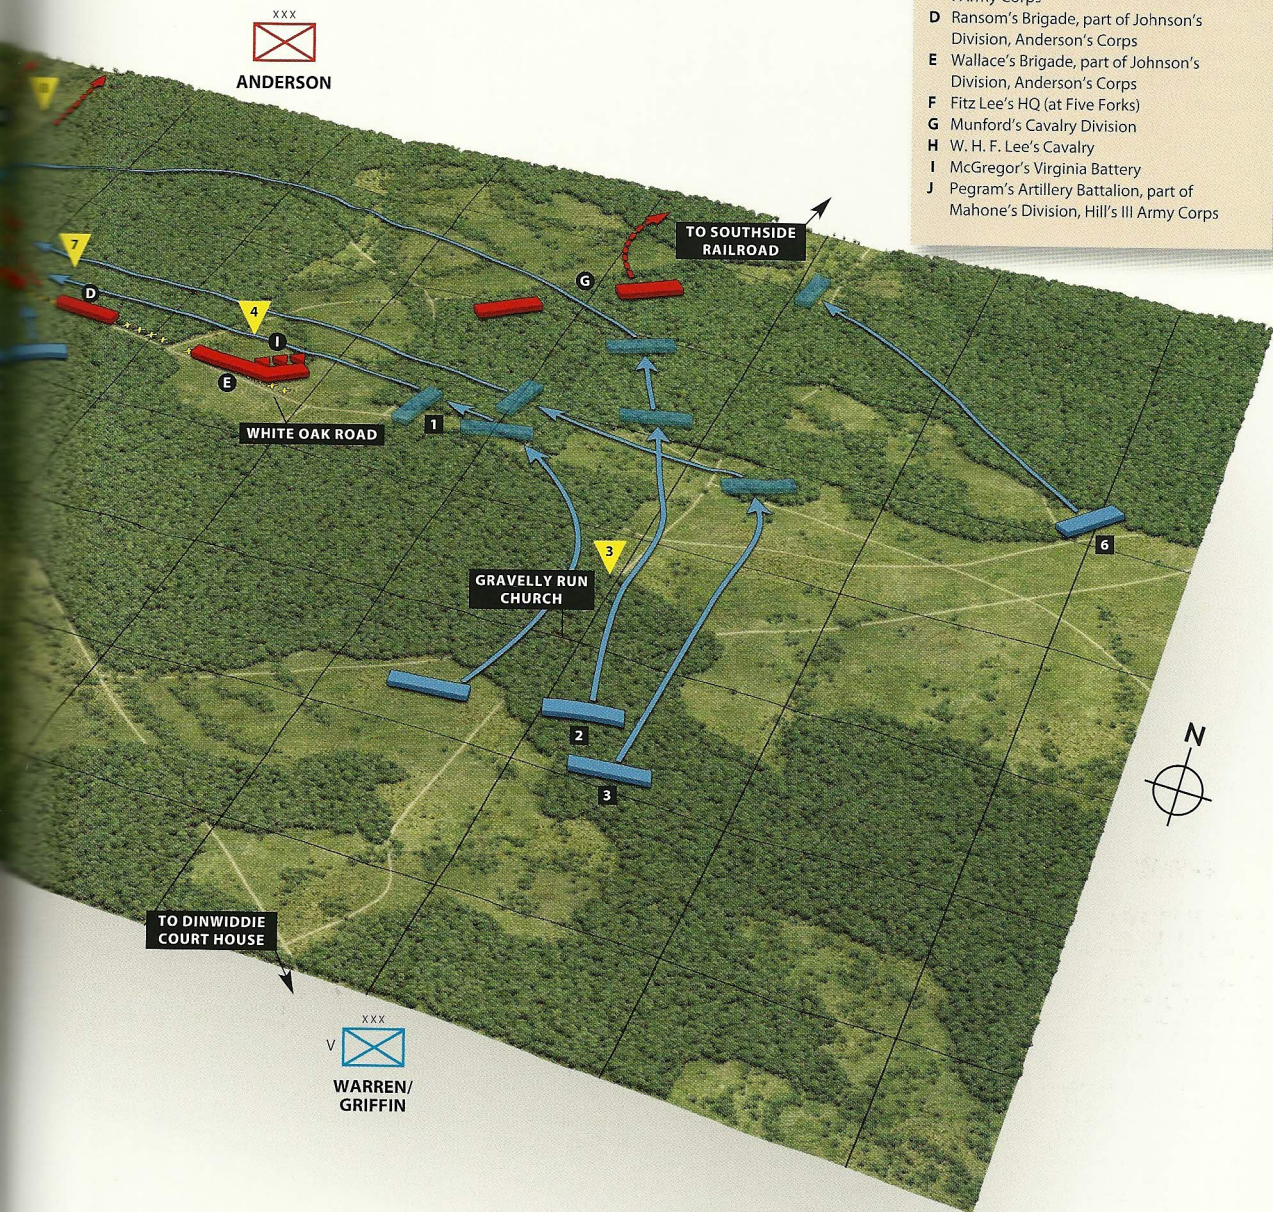 XXX
ANDERSON
Army Corps
D Ransom's Brigade, part of Johnson's
Division, Anderson's Corps
E Wallace's Brigade, part of Johnson's
Division, Anderson's Corps
F Fitz Lee's HQ (at Five Forks)
G Munford's Cavalry Division
H W. H. F. Lee's Cavalry
I McGregor's Virginia Battery
J Pegram's Artillery Battalion, part of
Mahone's Division, Hill's III Army Corps
TO SOUTHSIDE
RAILROAD
7
G
D
4
I
E
1
WHITE OAK ROAD
6
3
GRAVELLY RUN
CHURCH
2
3
N
TO DINWIDDIE
COURT HOUSE
XXX
V
WARREN/
GRIFFIN